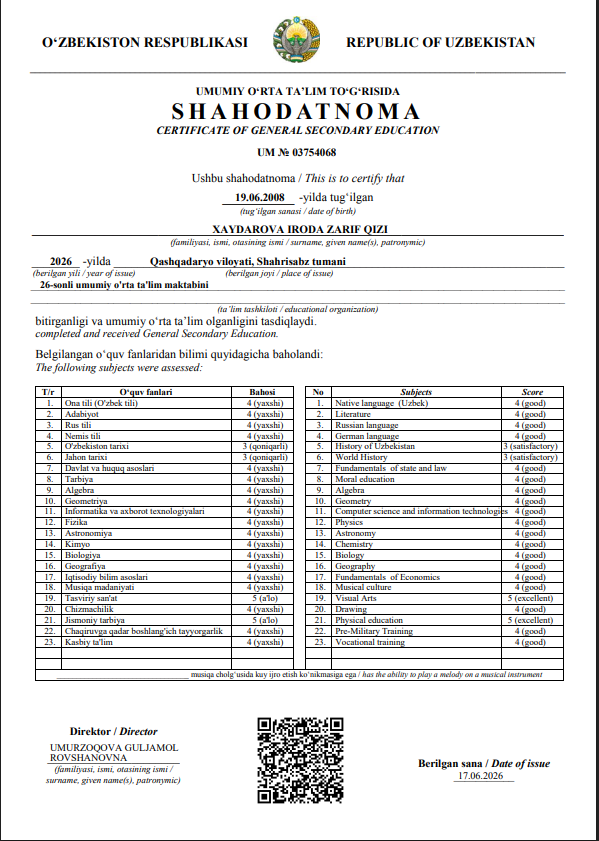 O‘ZBEKISTON RESPUBLIKASI REPUBLIC OF UZBEKISTAN
UMUMIY O‘RTA TA’LIM TO‘G‘RISIDA
SHAHODATNOMA
CERTIFICATE OF GENERAL SECONDARY EDUCATION
UM № 03754068
Ushbu shahodatnoma / This is to certify that
19.06.2008 -yilda tug‘ilgan
(tug‘ilgan sanasi / date of birth)
XAYDAROVA IRODA ZARIF QIZI
(familiyasi, ismi, otasining ismi / surname, given name(s), patronymic)
2026 -yilda Qashqadaryo viloyati, Shahrisabz tumani
(berilgan yili / year of issue) (berilgan joyi / place of issue)
26-sonli umumiy o'rta ta'lim maktabini
(ta’lim tashkiloti / educational organization)
bitirganligi va umumiy o‘rta ta’lim olganligini tasdiqlaydi.
completed and received General Secondary Education.
Belgilangan o‘quv fanlaridan bilimi quyidagicha baholandi:
The following subjects were assessed:
T/r O‘quv fanlari Bahosi No Subjects Score
1. Ona tili (O'zbek tili) 4 (yaxshi) 1. Native language (Uzbek) 4 (good)
2. Adabiyot 4 (yaxshi) 2. Literature 4 (good)
3. Rus tili 4 (yaxshi) 3. Russian language 4 (good)
4. Nemis tili 4 (yaxshi) 4. German language 4 (good)
5. O'zbekiston tarixi 3 (qoniqarli) 5. History of Uzbekistan 3 (satisfactory)
6. Jahon tarixi 3 (qoniqarli) 6. World History 3 (satisfactory)
7. Davlat va huquq asoslari 4 (yaxshi) 7. Fundamentals of state and law 4 (good)
8. Tarbiya 4 (yaxshi) 8. Moral education 4 (good)
9. Algebra 4 (yaxshi) 9. Algebra 4 (good)
10. Geometriya 4 (yaxshi) 10. Geometry 4 (good)
11. Informatika va axborot texnologiyalari 4 (yaxshi) 11. Computer science and information technologies 4 (good)
12. Fizika 4 (yaxshi) 12. Physics 4 (good)
13. Astronomiya 4 (yaxshi) 13. Astronomy 4 (good)
14. Kimyo 4 (yaxshi) 14. Chemistry 4 (good)
15. Biologiya 4 (yaxshi) 15. Biology 4 (good)
16. Geografiya 4 (yaxshi) 16. Geography 4 (good)
17. Iqtisodiy bilim asoslari 4 (yaxshi) 17. Fundamentals of Economics 4 (good)
18. Musiqa madaniyati 4 (yaxshi) 18. Musical culture 4 (good)
19. Tasviriy san'at 5 (a'lo) 19. Visual Arts 5 (excellent)
20. Chizmachilik 4 (yaxshi) 20. Drawing 4 (good)
21. Jismoniy tarbiya 5 (a'lo) 21. Physical education 5 (excellent)
22. Chaqiruvga qadar boshlang'ich tayyorgarlik 4 (yaxshi) 22. Pre-Military Training 4 (good)
23. Kasbiy ta'lim 4 (yaxshi) 23. Vocational training 4 (good)
musiqa cholg‘usida kuy ijro etish ko‘nikmasiga ega / has the ability to play a melody on a musical instrument
Direktor / Director
UMURZOQOVA GULJAMOL
ROVSHANOVNA
(familiyasi, ismi, otasining ismi /
surname, given name(s), patronymic)
Berilgan sana / Date of issue
17.06.2026